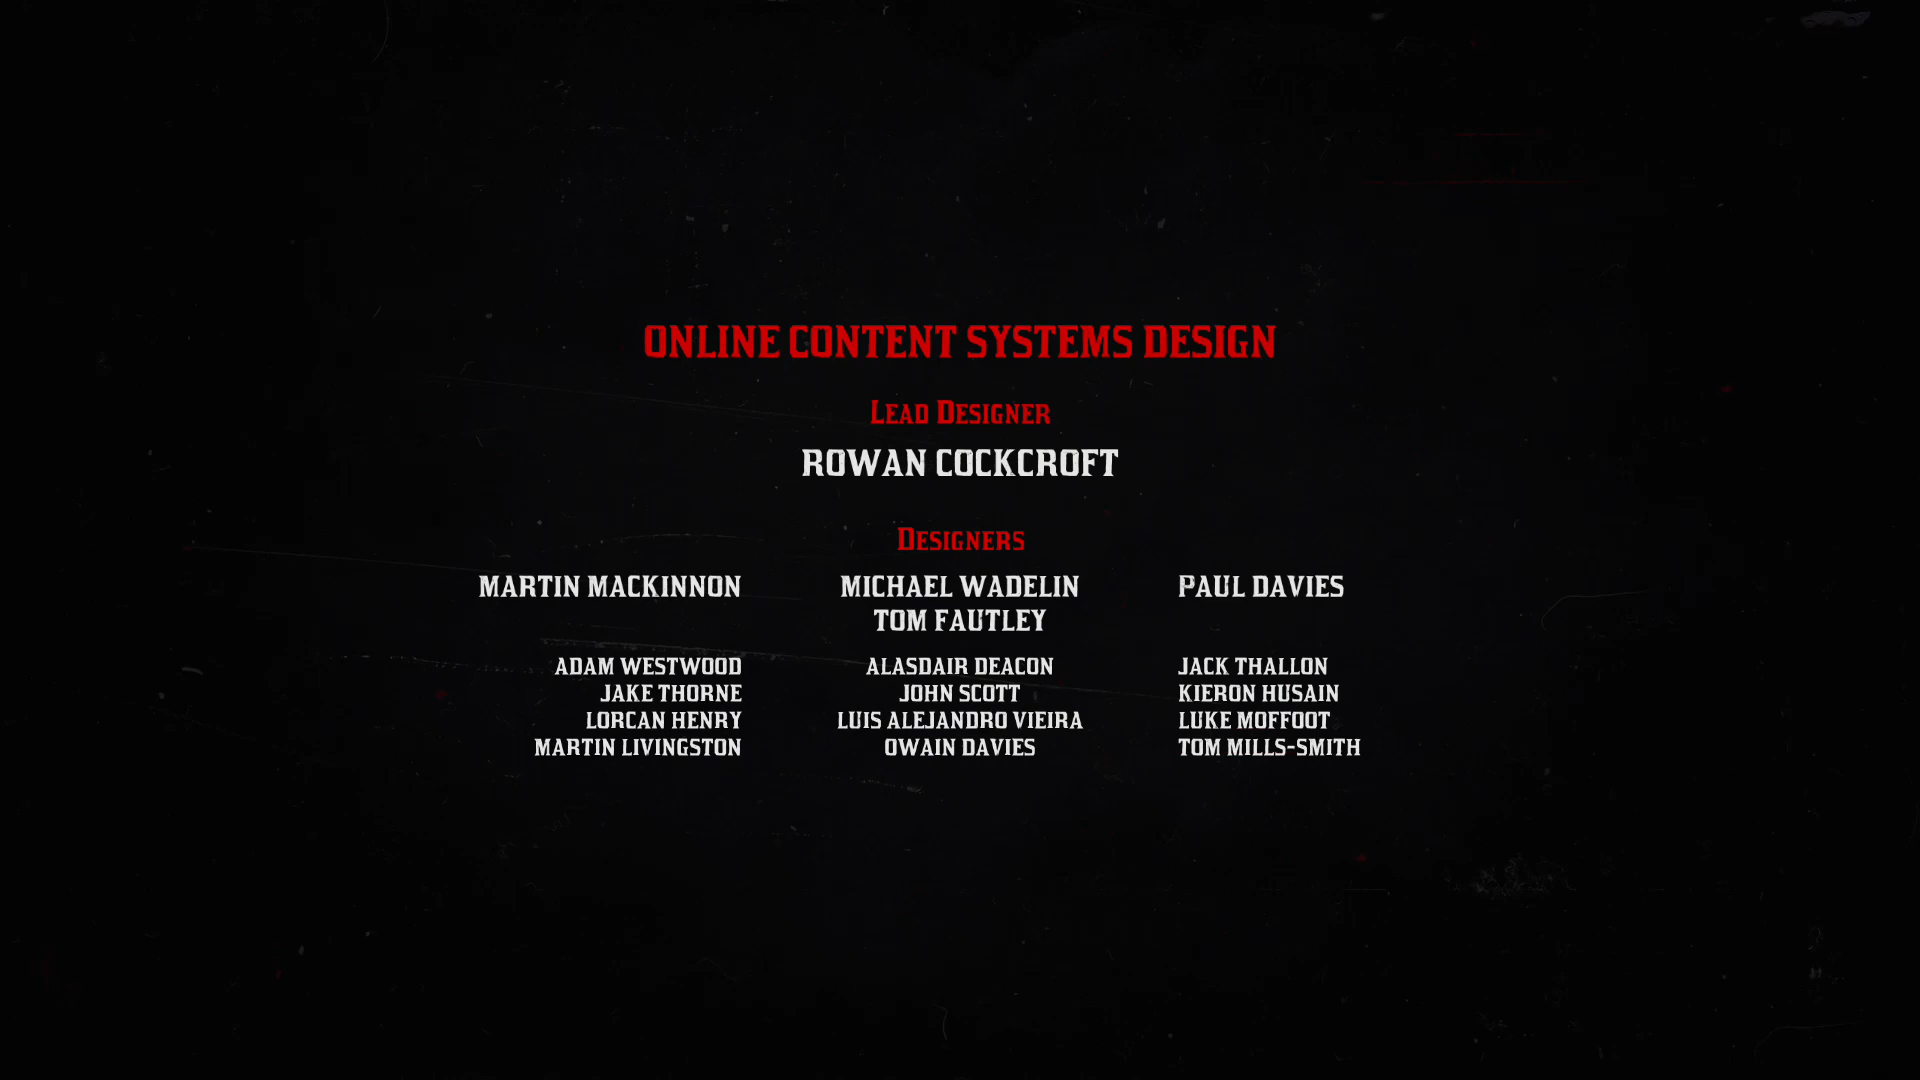 ONLINE CONTENT SYSTEMS DESIGN
LEAD DESIGNER
ROWAN COCKCROFT
DESIGNERS
MARTIN MACKINNON MICHAEL WADELIN PAUL DAVIES
TOM FAUTLEY
ADAM WESTWOOD ALASDAIR DEACON JACK THALLON
JAKE THORNE JOHN SCOTT KIERON HUSAIN
LORCAN HENRY LUIS ALEJANDRO VIEIRA LUKE MOFFOOT
MARTIN LIVINGSTON OWAIN DAVIES TOM MILLS-SMITH